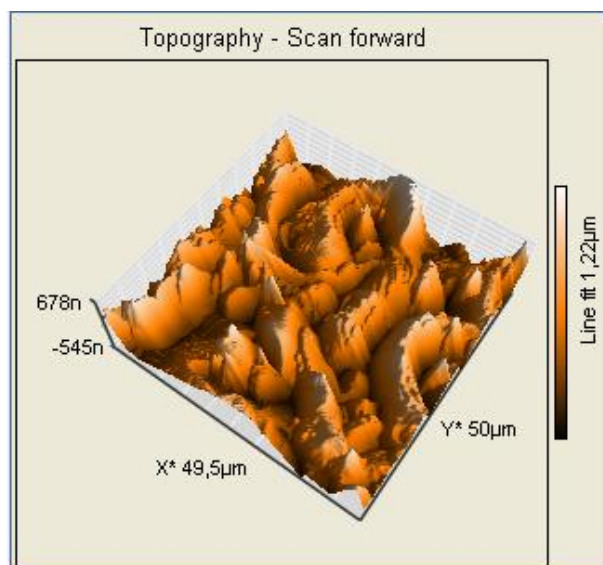 Topography - Scan forward
678n
-545n
X* 49,5µm
Y* 50µm
Line fit 1,22µm